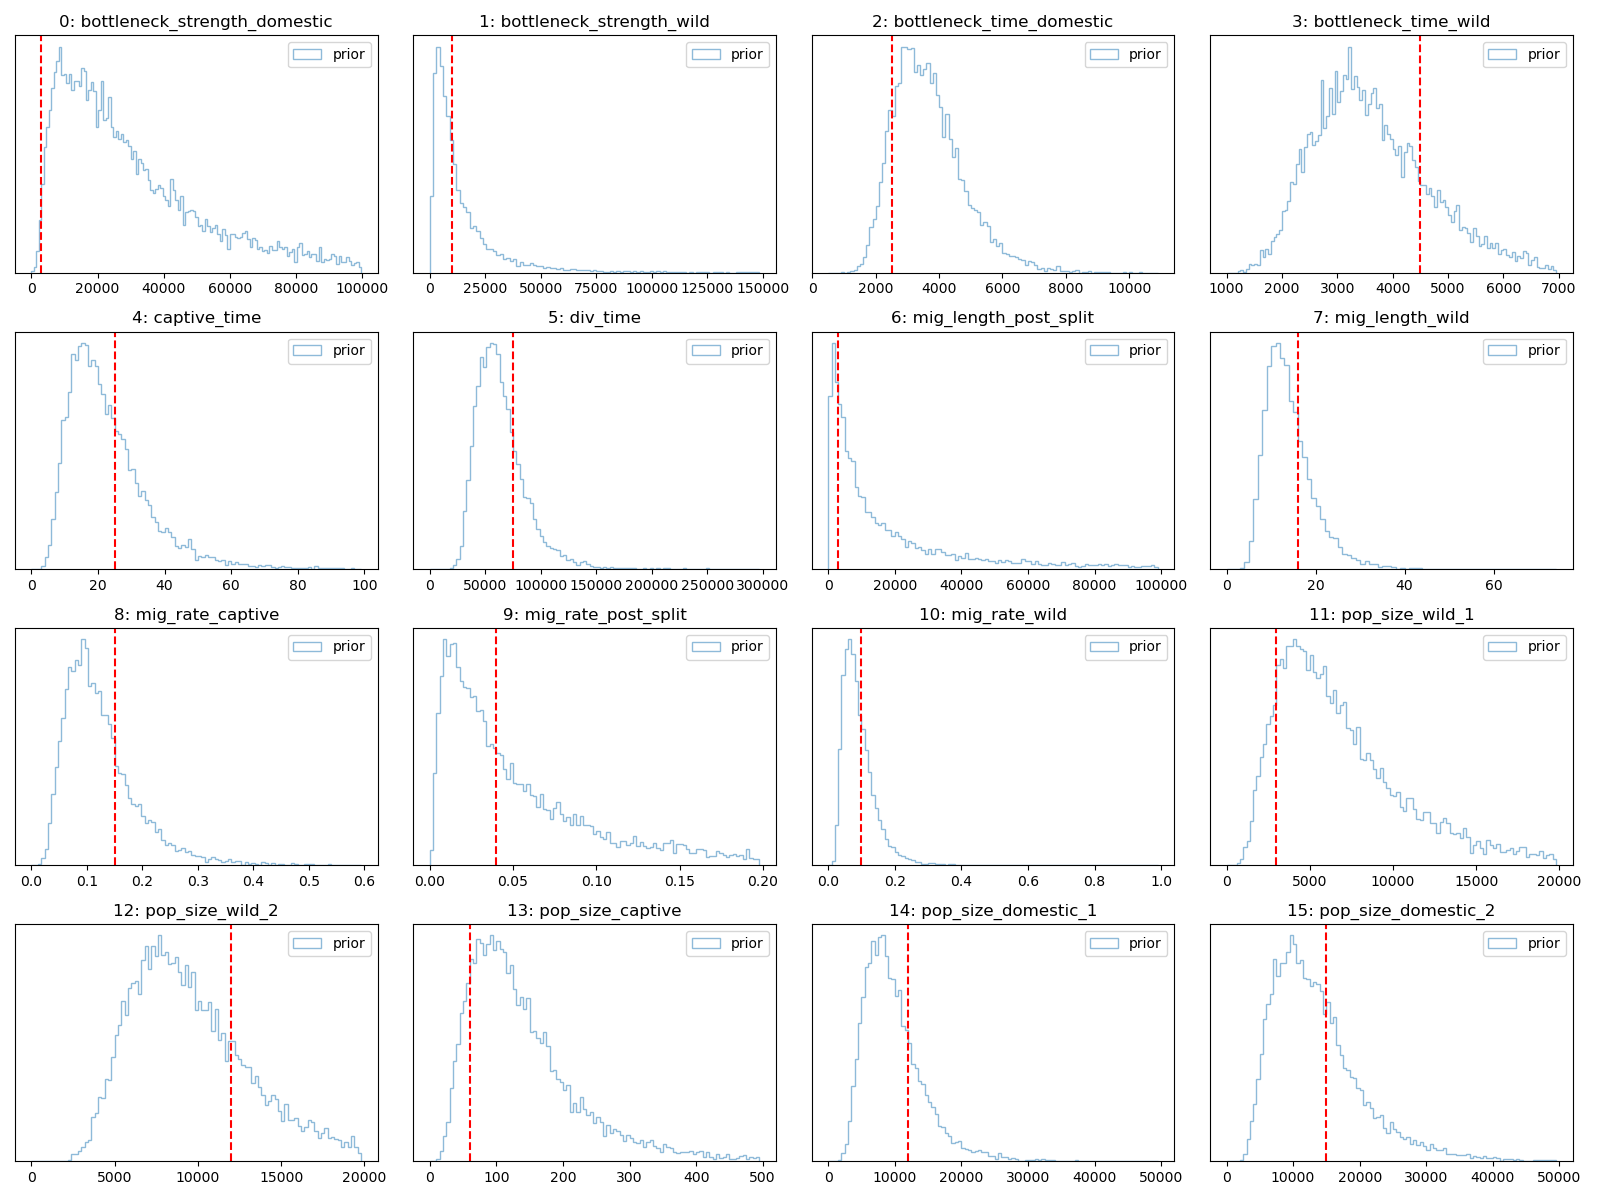 0: bottleneck_strength_domestic
prior
0 20000 40000 60000 80000 100000
1: bottleneck_strength_wild
prior
0 25000 50000 75000 100000 125000 150000
2: bottleneck_time_domestic
prior
0 2000 4000 6000 8000 10000
3: bottleneck_time_wild
prior
1000 2000 3000 4000 5000 6000 7000
4: captive_time
prior
0 20 40 60 80 100
5: div_time
prior
0 50000 100000 150000 200000 250000 300000
6: mig_length_post_split
prior
0 20000 40000 60000 80000 100000
7: mig_length_wild
prior
0 20 40 60
8: mig_rate_captive
prior
0.0 0.1 0.2 0.3 0.4 0.5 0.6
9: mig_rate_post_split
prior
0.00 0.05 0.10 0.15 0.20
10: mig_rate_wild
prior
0.0 0.2 0.4 0.6 0.8 1.0
11: pop_size_wild_1
prior
0 5000 10000 15000 20000
12: pop_size_wild_2
prior
0 5000 10000 15000 20000
13: pop_size_captive
prior
0 100 200 300 400 500
14: pop_size_domestic_1
prior
0 10000 20000 30000 40000 50000
15: pop_size_domestic_2
prior
0 10000 20000 30000 40000 50000